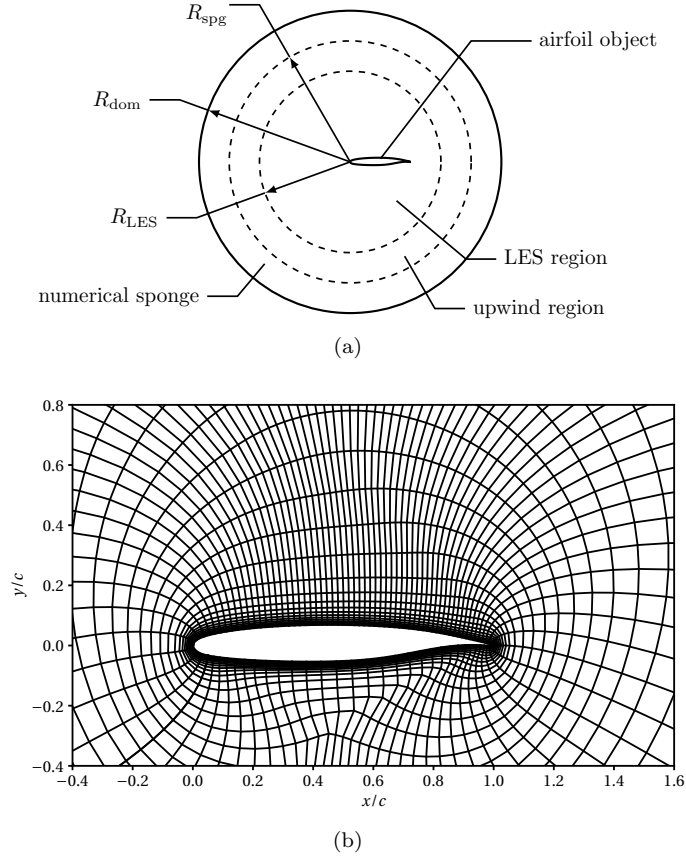 R_spg
airfoil object
R_dom
R_LES
LES region
numerical sponge
upwind region
(a)
0.8
0.6
0.4
0.2
0.0
−0.2
−0.4
y/c
−0.4 −0.2 0.0 0.2 0.4 0.6 0.8 1.0 1.2 1.4 1.6
x/c
(b)